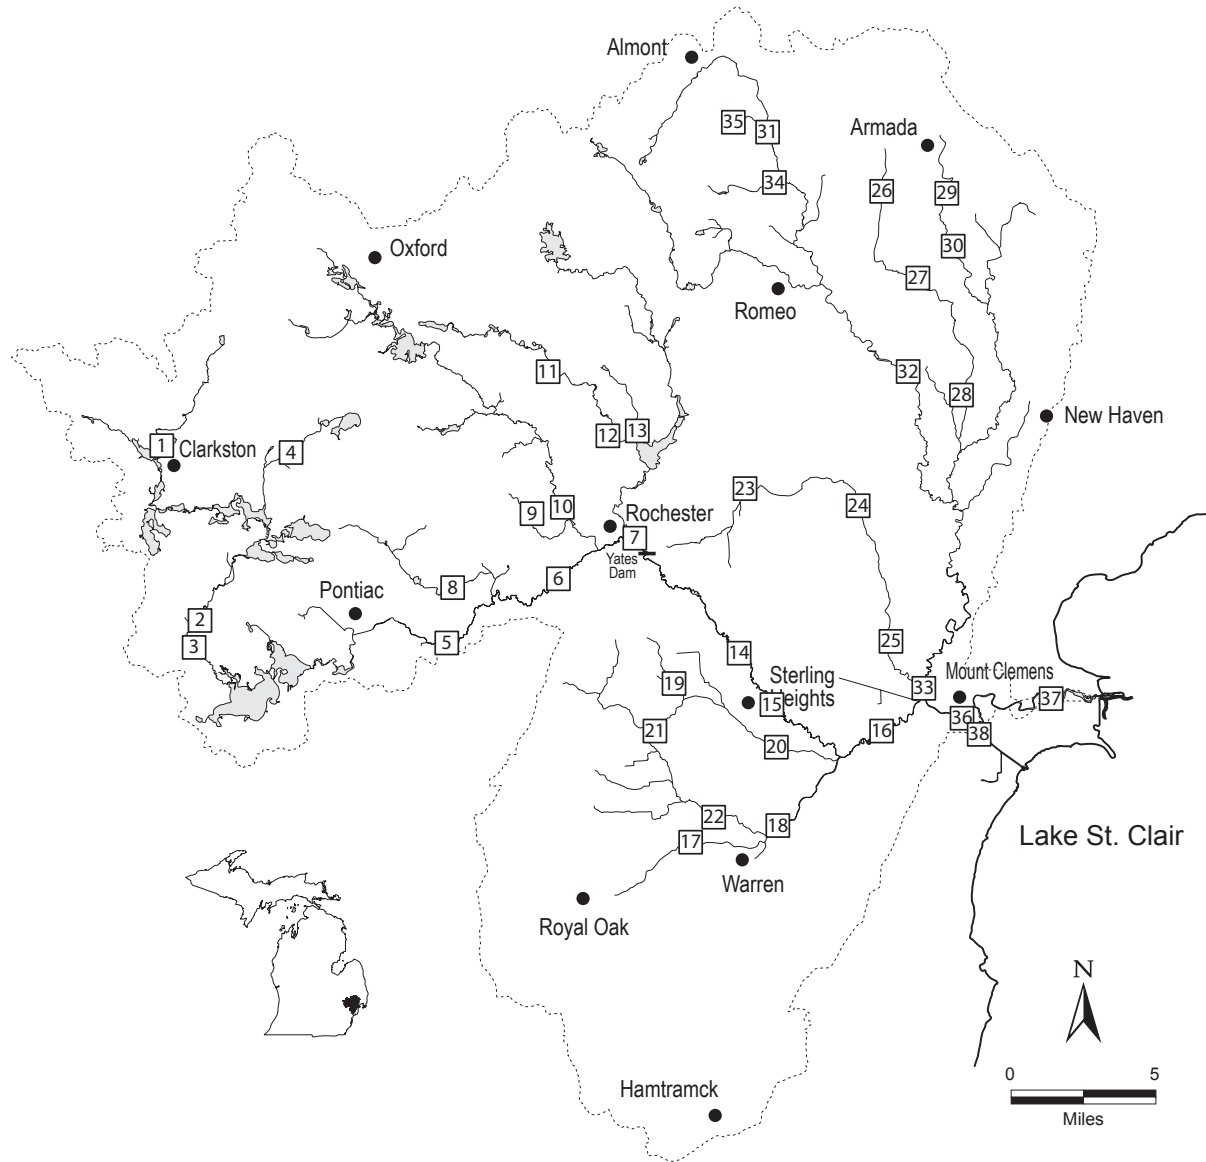 Almont
35
31
Armada
34
26
29
30
Oxford
27
Romeo
11
32
28
New Haven
12
13
1
Clarkston
4
23
24
9
10
Rochester
7
Yates
Dam
6
8
Pontiac
2
3
5
14
25
Sterling
Heights
19
15
33
Mount Clemens
37
36
38
21
20
16
22
18
17
Lake St. Clair
Warren
Royal Oak
N
0 5
Miles
Hamtramck